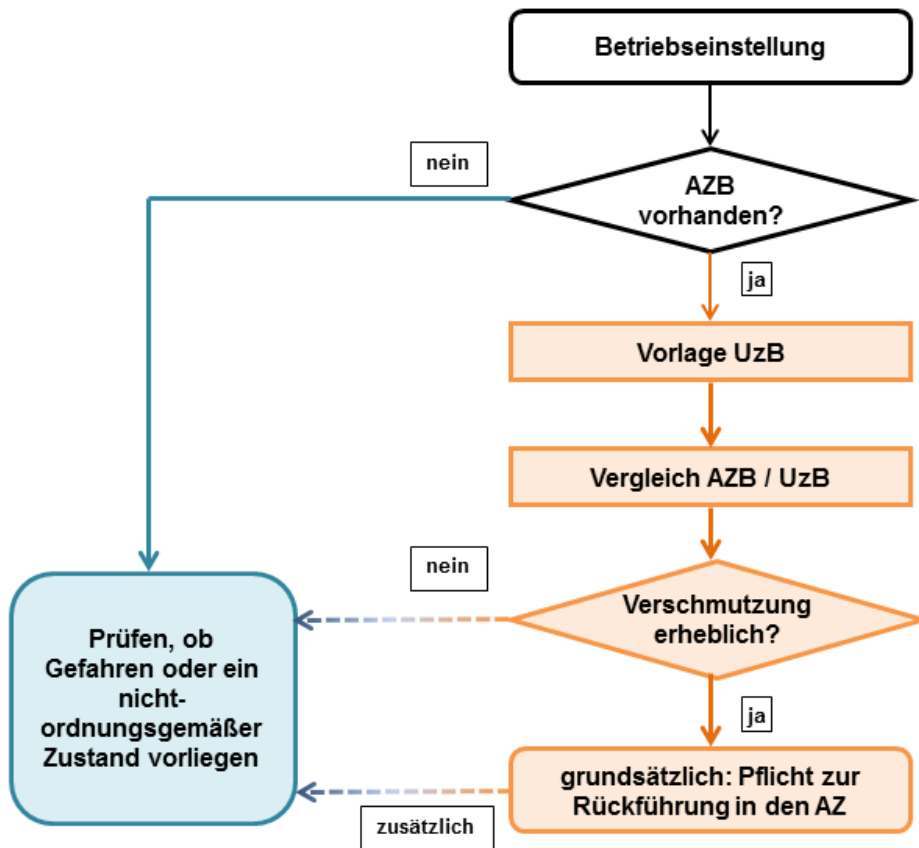 Betriebseinstellung
nein
AZB
vorhanden?
ja
Vorlage UzB
Vergleich AZB / UzB
nein
Verschmutzung
erheblich?
Prüfen, ob
Gefahren oder ein
nicht-
ordnungsgemäßer
Zustand vorliegen
ja
grundsätzlich: Pflicht zur
Rückführung in den AZ
zusätzlich